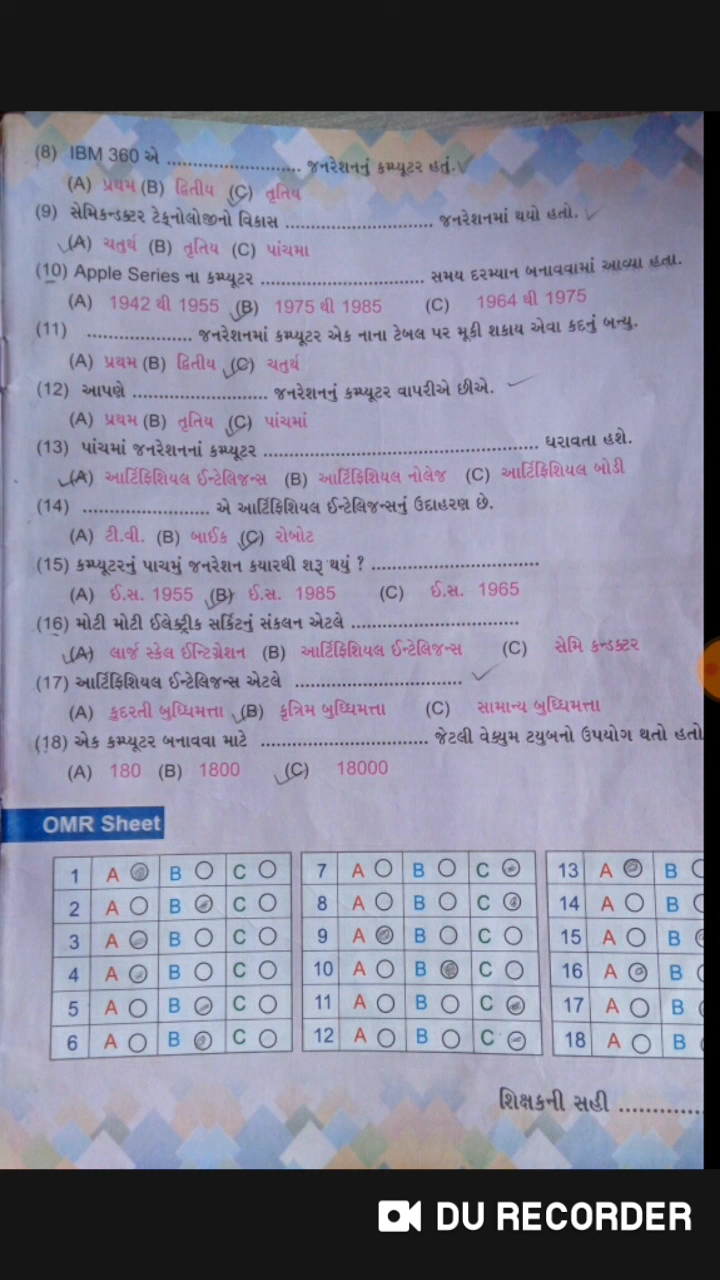 (8) IBM 360 એ .......................... જનરેશનનું કમ્પ્યૂટર હતું.
(A) પ્રથમ (B) દ્વિતીય (C) તૃતિય
(9) સેમિકન્ડક્ટર ટેકનોલોજીનો વિકાસ ............................ જનરેશનમાં થયો હતો.
(A) ચતુર્થ (B) તૃતિય (C) પાંચમા
(10) Apple Series ના કમ્પ્યૂટર ............................... સમય દરમ્યાન બનાવવામાં આવ્યા હતા.
(A) 1942 થી 1955 (B) 1975 થી 1985 (C) 1964 થી 1975
(11) .................... જનરેશનમાં કમ્પ્યૂટર એક નાના ટેબલ પર મૂકી શકાય એવા કદનું બન્યુ.
(A) પ્રથમ (B) દ્વિતીય (C) ચતુર્થ
(12) આપણે .......................... જનરેશનનું કમ્પ્યૂટર વાપરીએ છીએ.
(A) પ્રથમ (B) તૃતિય (C) પાંચમાં
(13) પાંચમાં જનરેશનનાં કમ્પ્યૂટર ..................................................... ધરાવતા હશે.
(A) આર્ટિફિશિયલ ઈન્ટેલિજન્સ (B) આર્ટિફિશિયલ નોલેજ (C) આર્ટિફિશિયલ બોડી
(14) ........................ એ આર્ટિફિશિયલ ઈન્ટેલિજન્સનું ઉદાહરણ છે.
(A) ટી.વી. (B) બાઈક (C) રોબોટ
(15) કમ્પ્યૂટરનું પાચમું જનરેશન કયારથી શરૂ થયું ? ................................
(A) ઈ.સ. 1955 (B) ઈ.સ. 1985 (C) ઈ.સ. 1965
(16) મોટી મોટી ઈલેક્ટ્રીક સર્કિટનું સંકલન એટલે ................................
(A) લાર્જ સ્કેલ ઈન્ટિગ્રેશન (B) આર્ટિફિશિયલ ઈન્ટેલિજન્સ (C) સેમિ કન્ડક્ટર
(17) આર્ટિફિશિયલ ઈન્ટેલિજન્સ એટલે ................................
(A) કુદરતી બુધ્ધિમત્તા (B) કૃત્રિમ બુધ્ધિમત્તા (C) સામાન્ય બુધ્ધિમત્તા
(18) એક કમ્પ્યૂટર બનાવવા માટે ................................ જેટલી વેક્યુમ ટયુબનો ઉપયોગ થતો હતો
(A) 180 (B) 1800 (C) 18000
OMR Sheet
1 A B C 7 A B C 13 A B
2 A B C 8 A B C 14 A B
3 A B C 9 A B C 15 A B
4 A B C 10 A B C 16 A B
5 A B C 11 A B C 17 A B
6 A B C 12 A B C 18 A B
શિક્ષકની સહી ................
DU RECORDER